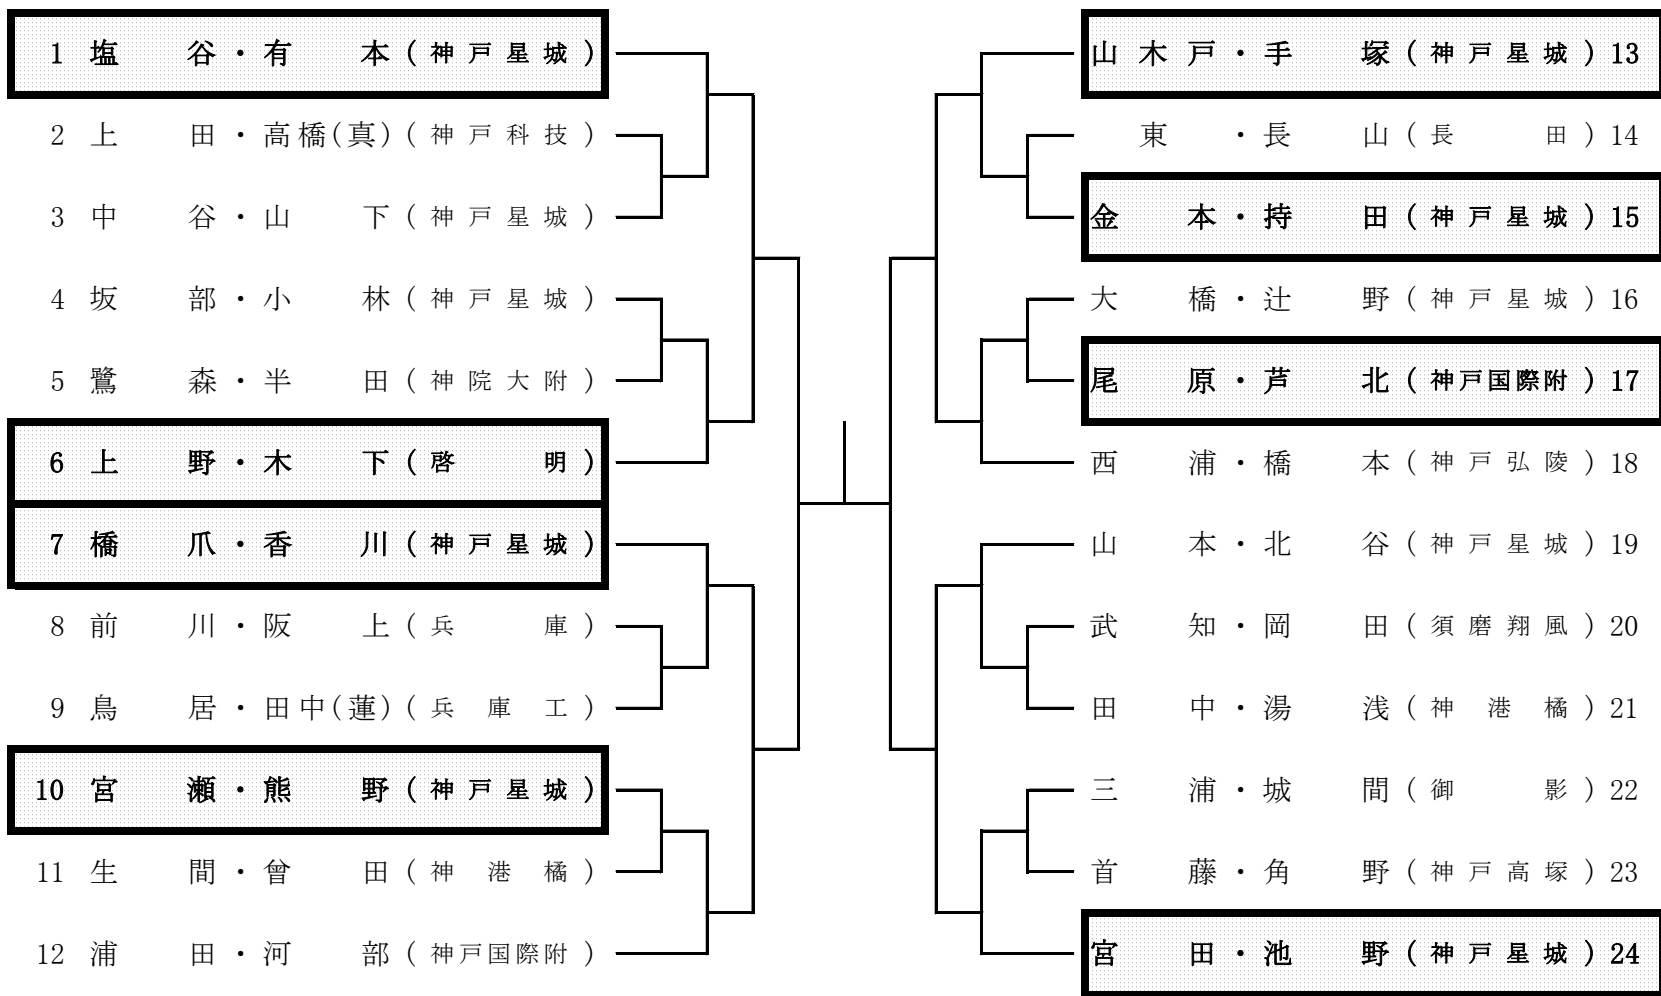 1 塩谷・有本(神戸星城)
2 上田・高橋(真)(神戸科技)
3 中谷・山下(神戸星城)
4 坂部・小林(神戸星城)
5 鷺森・半田(神院大附)
6 上野・木下(啓明)
7 橋爪・香川(神戸星城)
8 前川・阪上(兵庫)
9 鳥居・田中(蓮)(兵庫工)
10 宮瀬・熊野(神戸星城)
11 生間・曾田(神港橘)
12 浦田・河部(神戸国際附)
山木戸・手塚(神戸星城)13
東・長山(長田)14
金本・持田(神戸星城)15
大橋・辻野(神戸星城)16
尾原・芦北(神戸国際附)17
西浦・橋本(神戸弘陵)18
山本・北谷(神戸星城)19
武知・岡田(須磨翔風)20
田中・湯浅(神港橘)21
三浦・城間(御影)22
首藤・角野(神戸高塚)23
宮田・池野(神戸星城)24